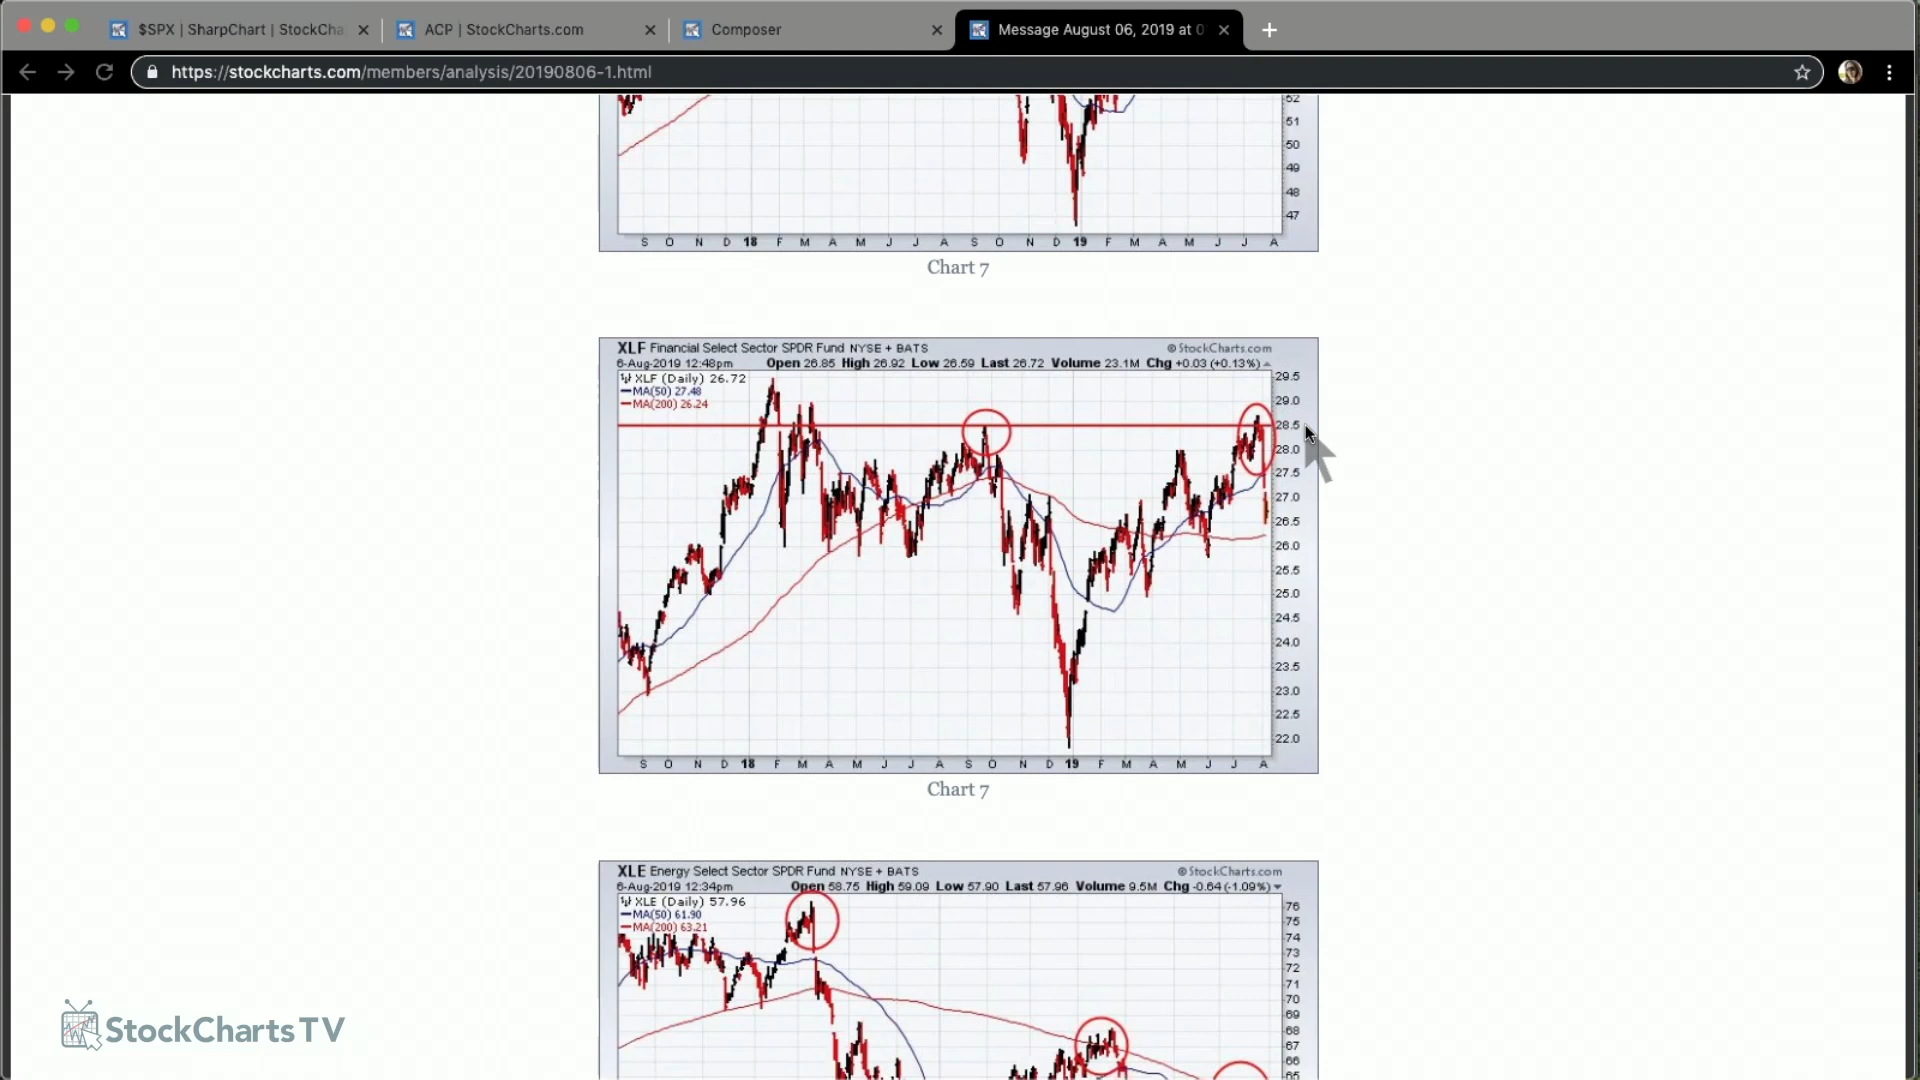 $SPX | SharpChart | StockCha
ACP | StockCharts.com
Composer
Message August 06, 2019 at 0
https://stockcharts.com/members/analysis/20190806-1.html
52
51
50
49
48
47
S O N D 18 F M A M J J A S O N D 19 F M A M J J A
Chart 7
XLF Financial Select Sector SPDR Fund NYSE + BATS © StockCharts.com
6-Aug-2019 12:48pm Open 26.85 High 26.92 Low 26.59 Last 26.72 Volume 23.1M Chg +0.03 (+0.13%)
XLF (Daily) 26.72
MA(50) 27.48
MA(200) 26.24
29.5
29.0
28.5
28.0
27.5
27.0
26.5
26.0
25.5
25.0
24.5
24.0
23.5
23.0
22.5
22.0
S O N D 18 F M A M J J A S O N D 19 F M A M J J A
Chart 7
XLE Energy Select Sector SPDR Fund NYSE + BATS © StockCharts.com
6-Aug-2019 12:34pm Open 58.75 High 59.09 Low 57.90 Last 57.96 Volume 9.5M Chg -0.64 (-1.09%)
XLE (Daily) 57.96
MA(50) 61.90
MA(200) 63.21
76
75
74
73
72
71
70
69
68
67
66
65
StockCharts TV